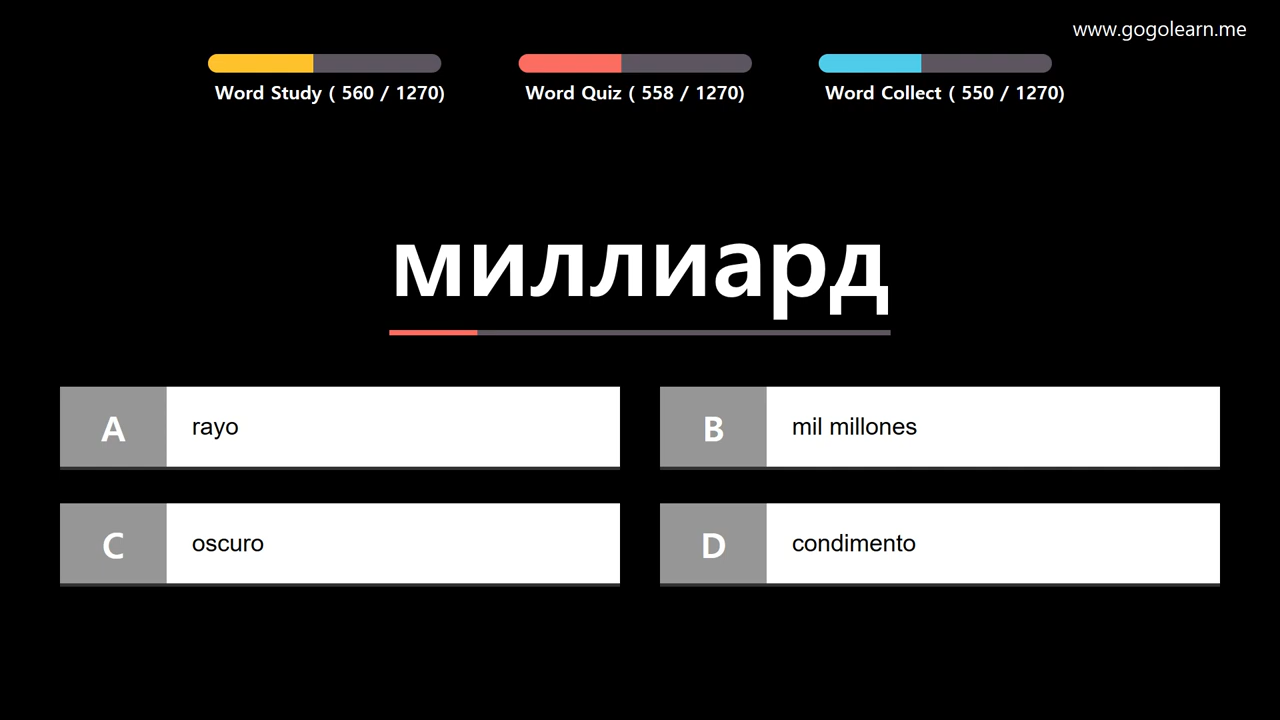 www.gogolearn.me
Word Study ( 560 / 1270)
Word Quiz ( 558 / 1270)
Word Collect ( 550 / 1270)
миллиард
A rayo
B mil millones
C oscuro
D condimento